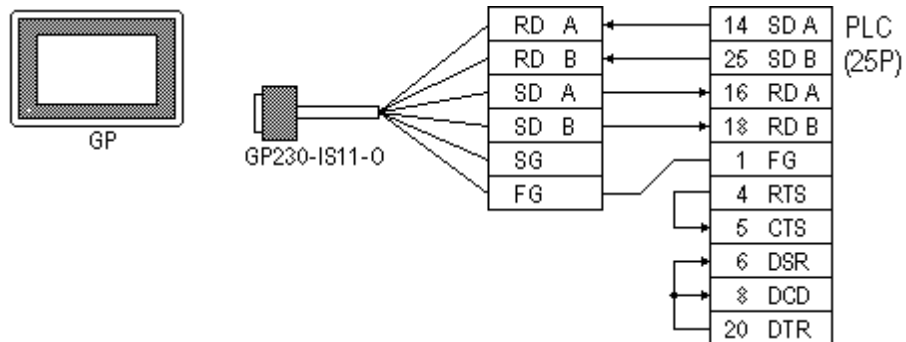 RD A 14 SD A PLC
RD B 25 SD B (25P)
SD A 16 RD A
SD B 18 RD B
SG 1 FG
FG 4 RTS
5 CTS
6 DSR
8 DCD
20 DTR
GP
GP230-IS11-O